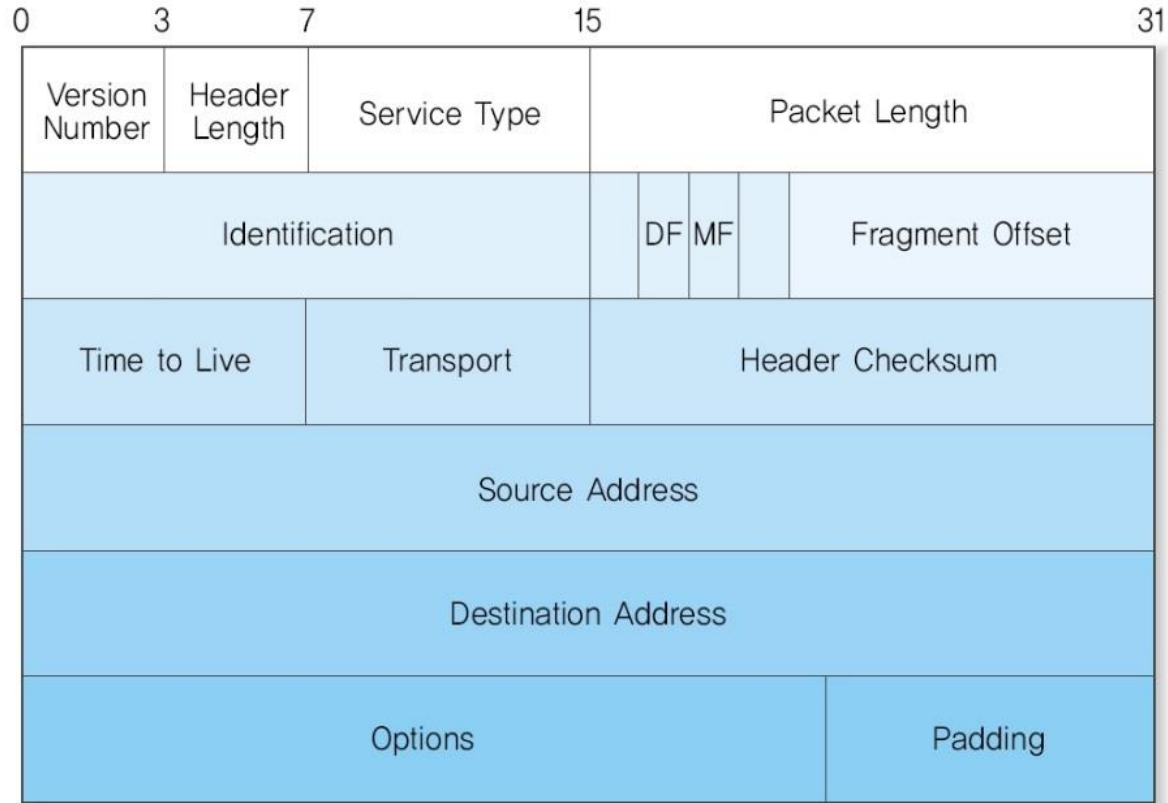 0 3 7 15 31
Version Number
Header Length
Service Type
Packet Length
Identification
DF
MF
Fragment Offset
Time to Live
Transport
Header Checksum
Source Address
Destination Address
Options
Padding